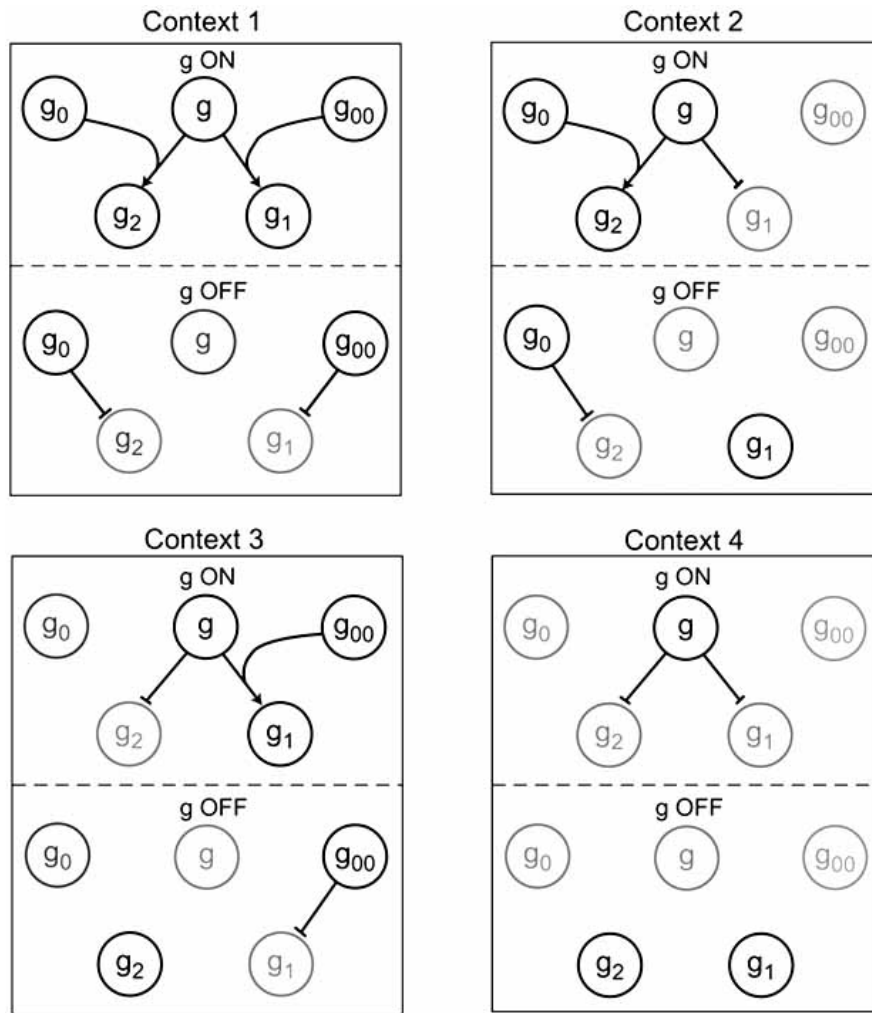 Context 1
g ON
g₀ g g₀₀
g₂ g₁
g OFF
g₀ g g₀₀
g₂ g₁
Context 2
g ON
g₀ g g₀₀
g₂ g₁
g OFF
g₀ g g₀₀
g₂ g₁
Context 3
g ON
g₀ g g₀₀
g₂ g₁
g OFF
g₀ g g₀₀
g₂ g₁
Context 4
g ON
g₀ g g₀₀
g₂ g₁
g OFF
g₀ g g₀₀
g₂ g₁